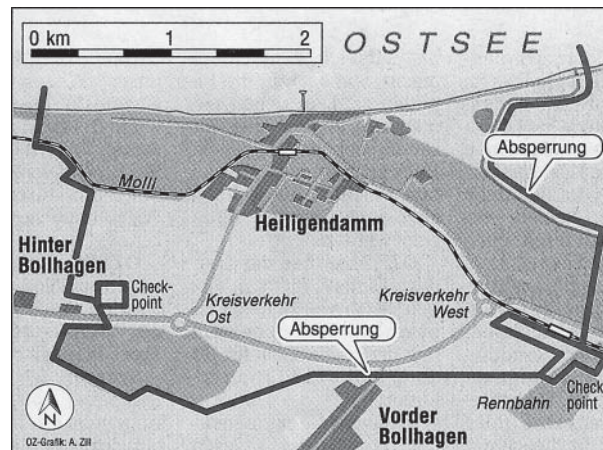 0 km 1 2
OSTSEE
Absperrung
Molli
Heiligendamm
Hinter
Bollhagen
Check-
point
Kreisverkehr
Ost
Kreisverkehr
West
Absperrung
Rennbahn
Check-
point
Vorder
Bollhagen
N
OZ-Grafik: A. Zill